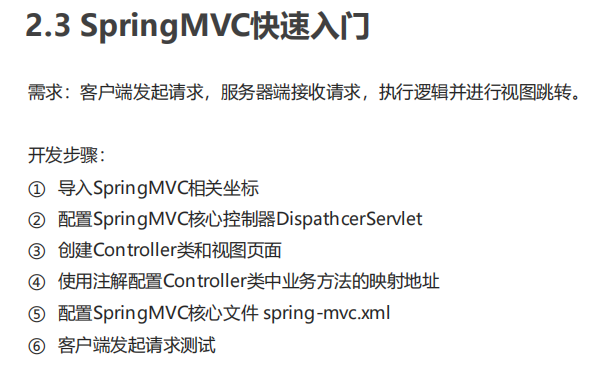 2.3 SpringMVC快速入门
需求：客户端发起请求，服务器端接收请求，执行逻辑并进行视图跳转。
开发步骤：
① 导入SpringMVC相关坐标
② 配置SpringMVC核心控制器DispathcerServlet
③ 创建Controller类和视图页面
④ 使用注解配置Controller类中业务方法的映射地址
⑤ 配置SpringMVC核心文件 spring-mvc.xml
⑥ 客户端发起请求测试